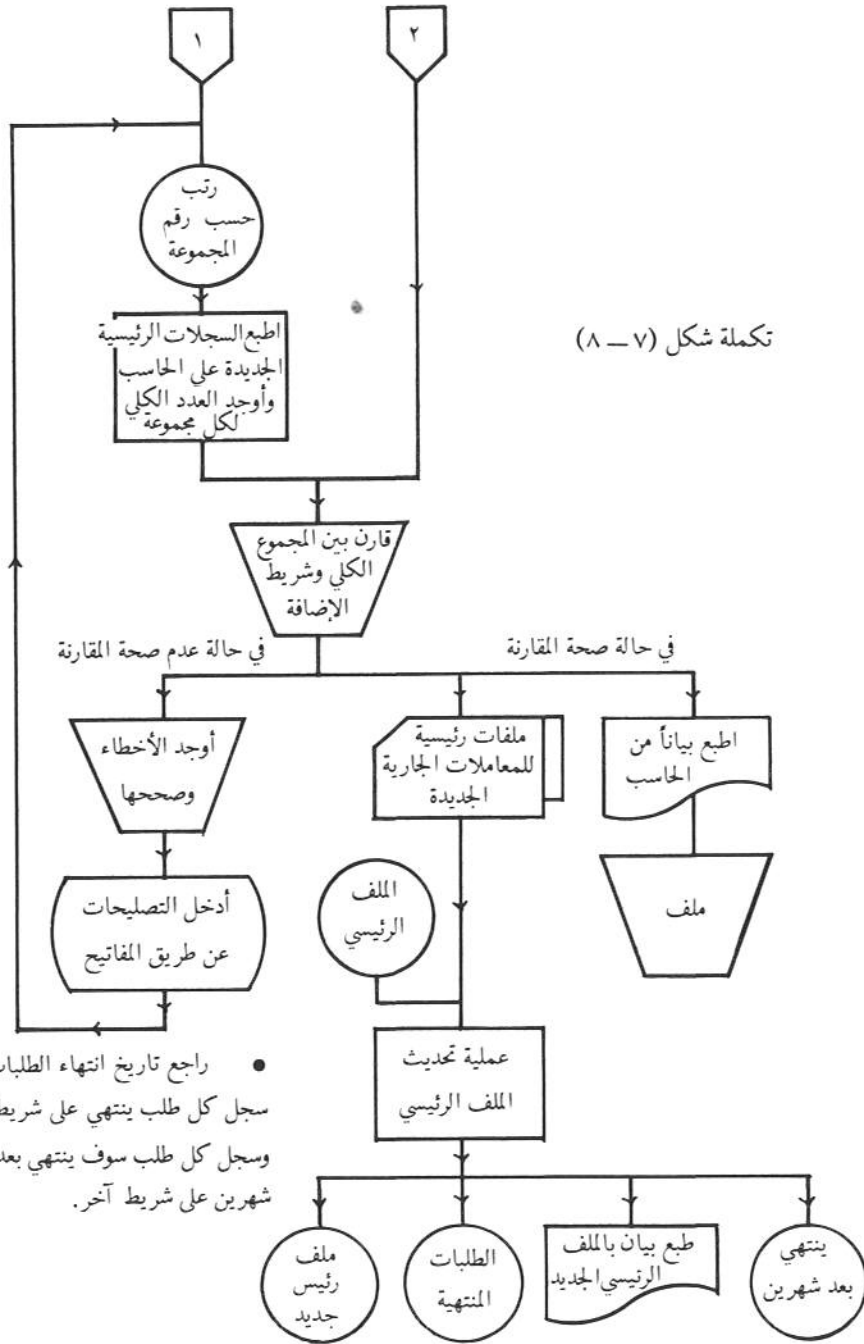 ١
٢
رتب
حسب رقم
المجموعة
اطبع السجلات الرئيسية
الجديدة علي الحاسب
وأوجد العدد الكلي
لكل مجموعة
تكملة شكل (٧ — ٨)
قارن بين المجموع
الكلي وشريط
الإضافة
في حالة صحة المقارنة
في حالة عدم صحة المقارنة
اطبع بياناً من
الحاسب
ملفات رئيسية
للمعاملات الجارية
الجديدة
أوجد الأخطاء
وصححها
ملف
الملف
الرئيسي
أدخل التصليحات
عن طريق المفاتيح
عملية تحديث
الملف الرئيسي
● راجع تاريخ انتهاء الطلبات
سجل كل طلب ينتهي على شريط
وسجل كل طلب سوف ينتهي بعد
شهرين على شريط آخر.
ينتهي
بعد شهرين
طبع بيان بالملف
الرئيسي الجديد
الطلبات
المنتهية
ملف
رئيس
جديد